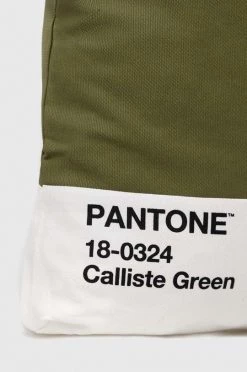 PANTONE™
18-0324
Calliste Green